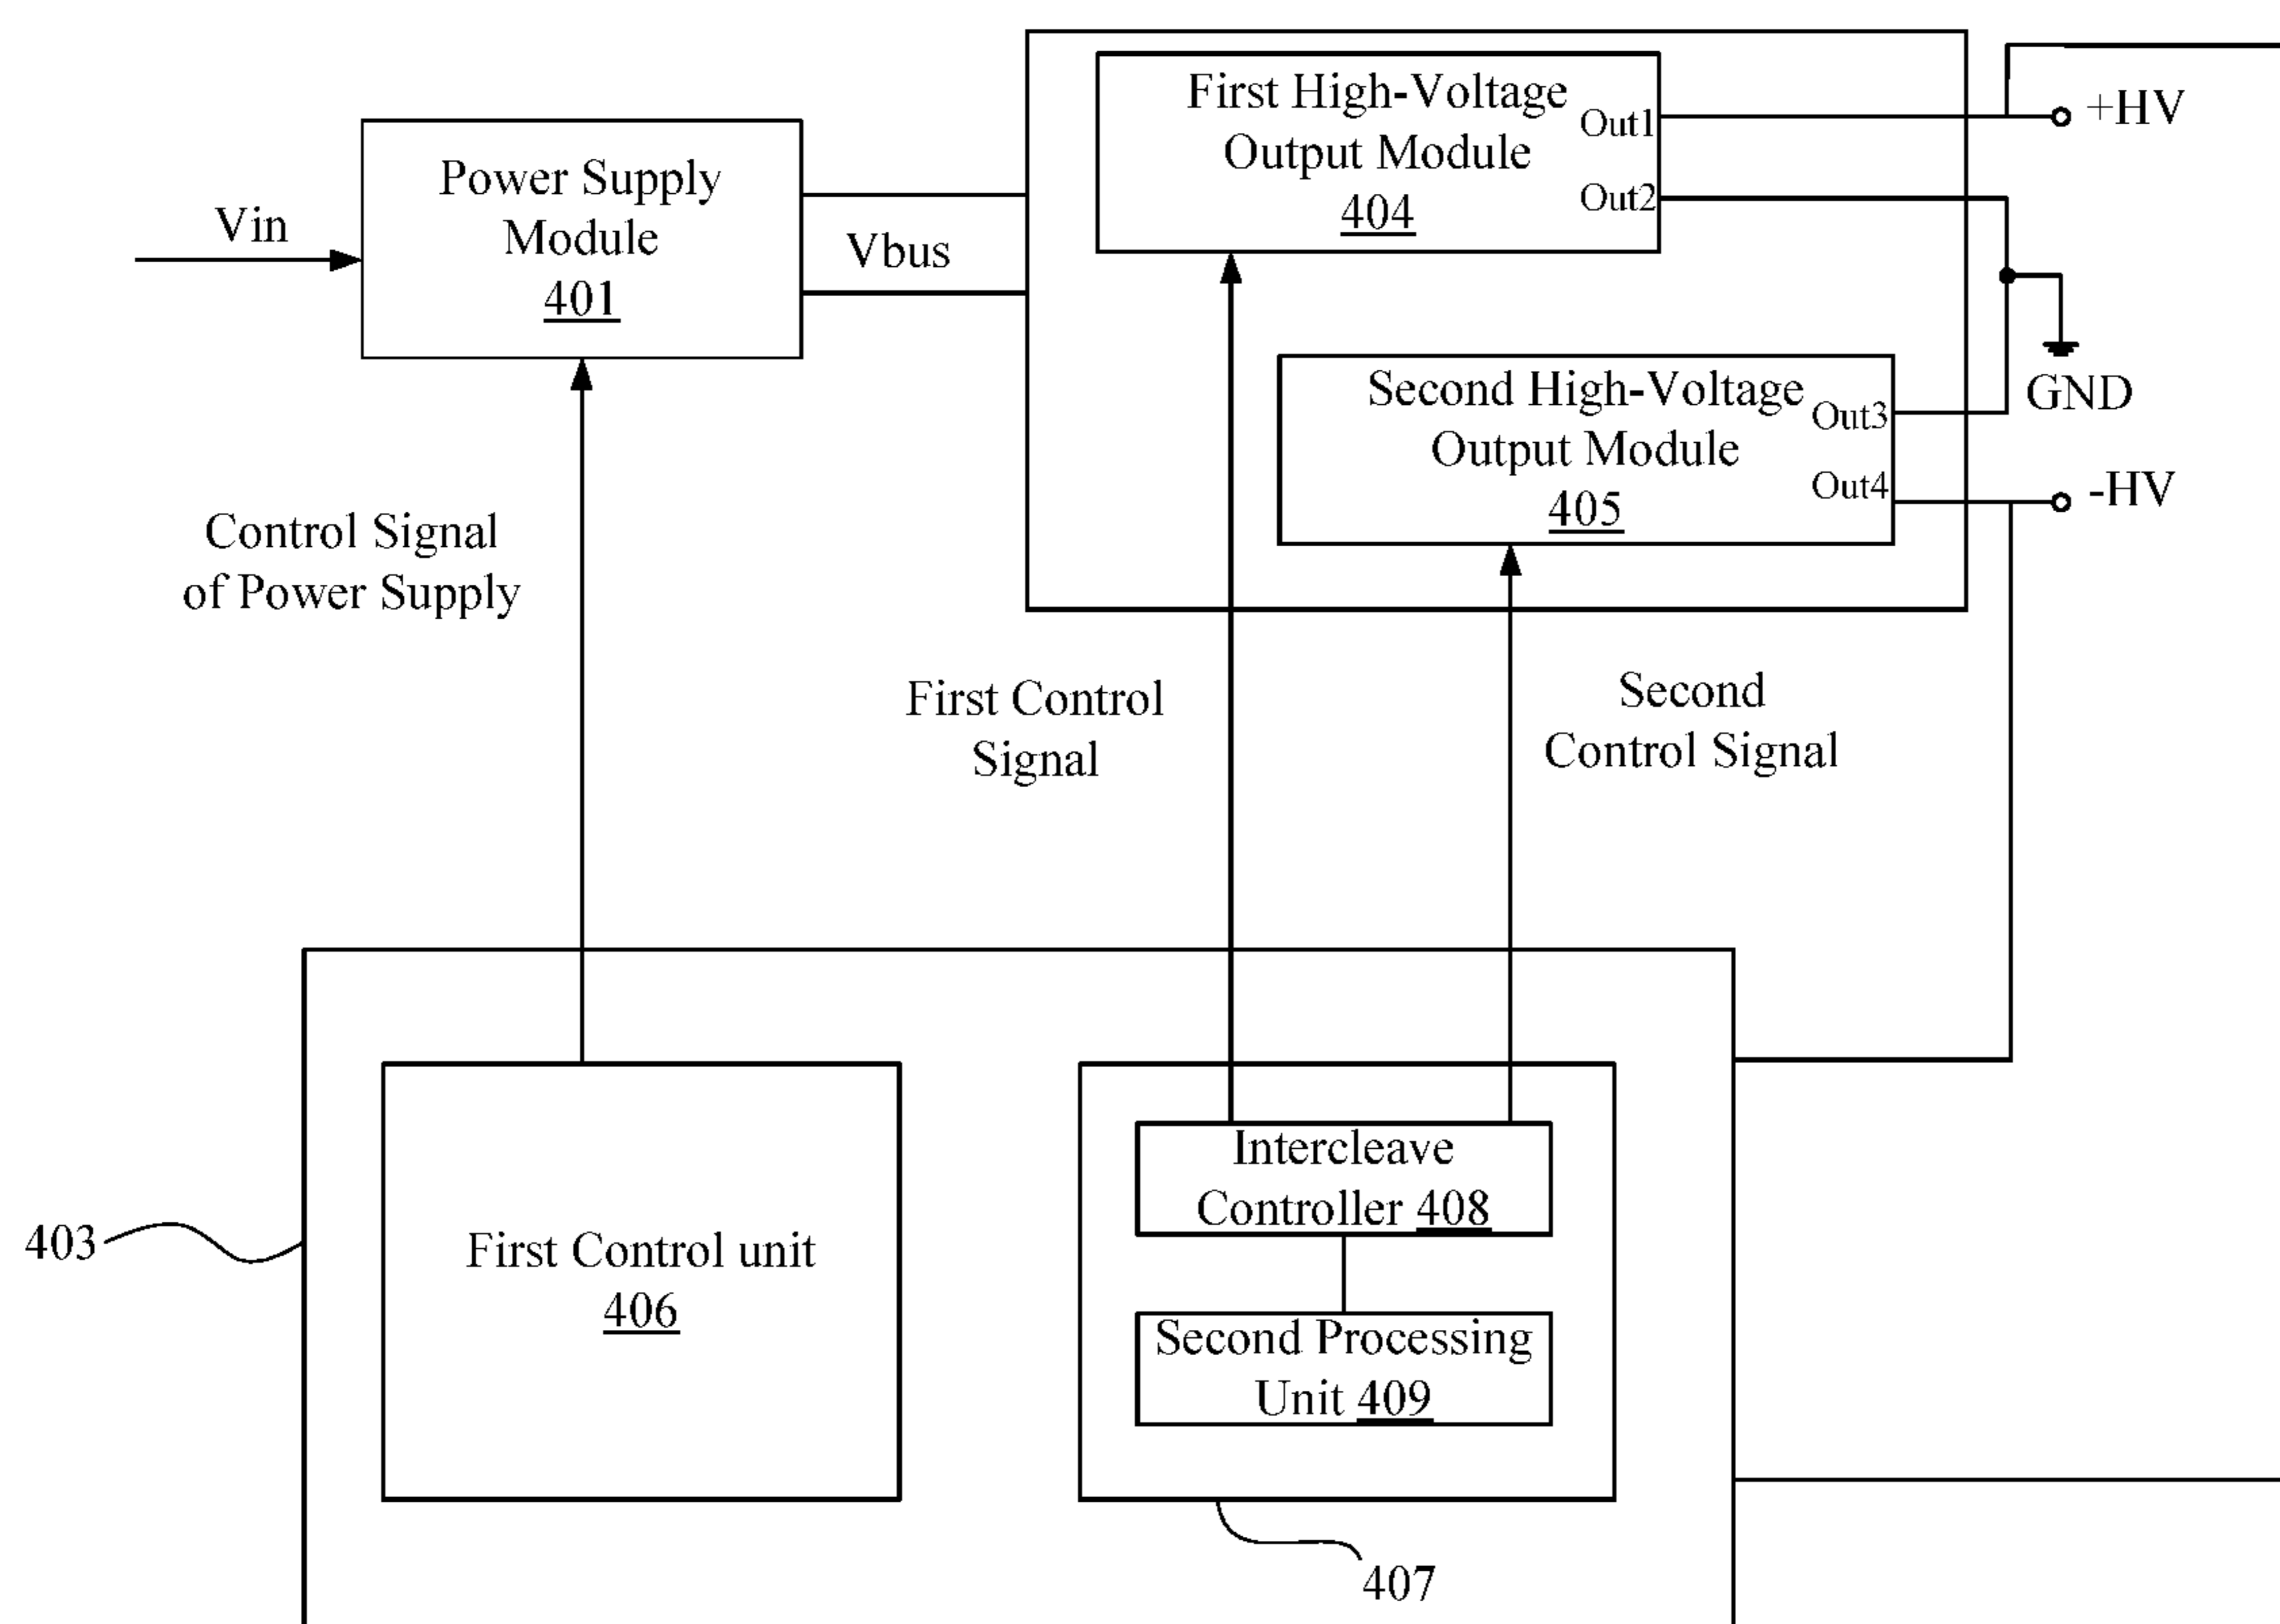 First High-Voltage
Output Module
404
Out1
Out2
+HV
Power Supply
Module
401
Vin
Vbus
GND
Second High-Voltage
Output Module
405
Out3
Out4
-HV
Control Signal
of Power Supply
First Control
Signal
Second
Control Signal
Intercleave
Controller 408
403
First Control unit
406
Second Processing
Unit 409
407